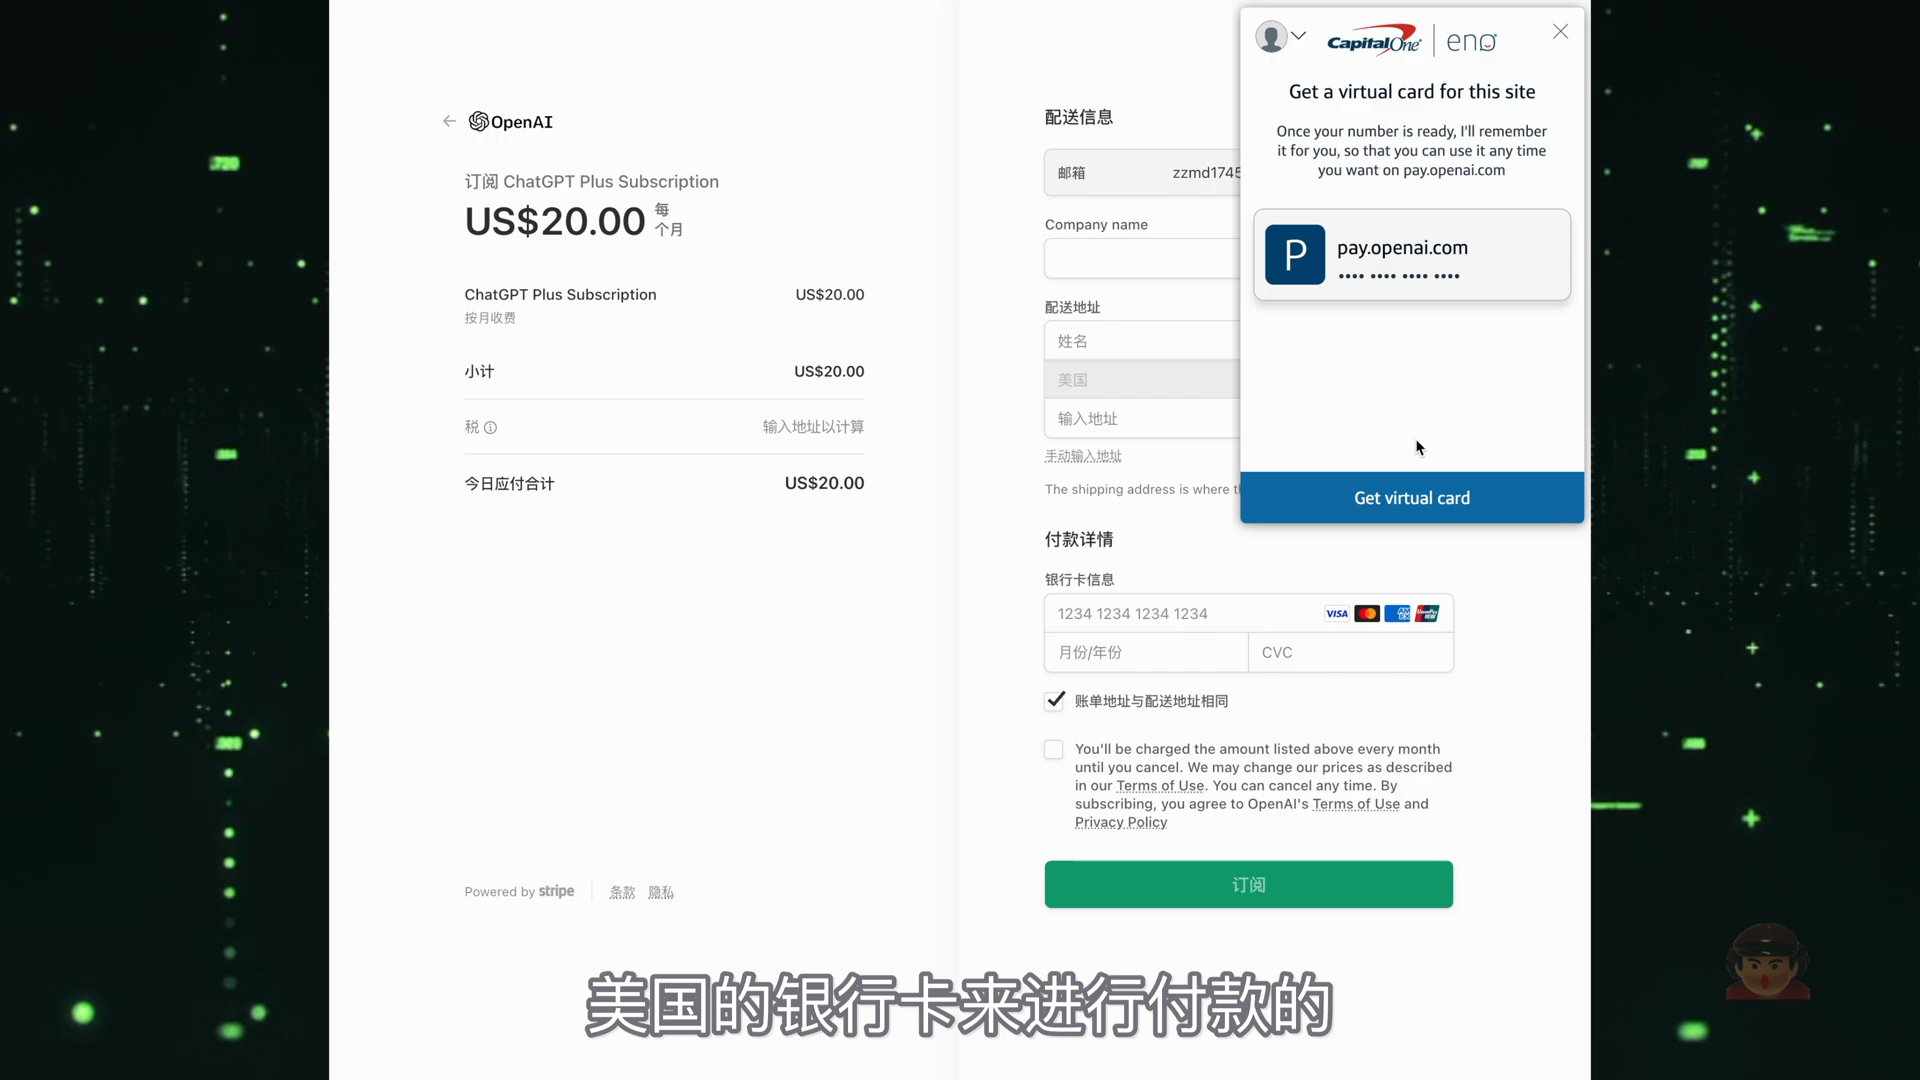 OpenAI
订阅 ChatGPT Plus Subscription
US$20.00 每个月
ChatGPT Plus Subscription US$20.00
按月收费
小计 US$20.00
税 输入地址以计算
今日应付合计 US$20.00
Powered by stripe 条款 隐私
配送信息
邮箱 zzmd1745
Company name
配送地址
姓名
美国
输入地址
手动输入地址
The shipping address is where t
付款详情
银行卡信息
1234 1234 1234 1234 VISA AM EX UnionPay
月份/年份 CVC
账单地址与配送地址相同
You'll be charged the amount listed above every month
until you cancel. We may change our prices as described
in our Terms of Use. You can cancel any time. By
subscribing, you agree to OpenAI's Terms of Use and
Privacy Policy
订阅
Capital One eno
Get a virtual card for this site
Once your number is ready, I'll remember
it for you, so that you can use it any time
you want on pay.openai.com
P pay.openai.com
•••• •••• •••• ••••
Get virtual card
美国的银行卡来进行付款的